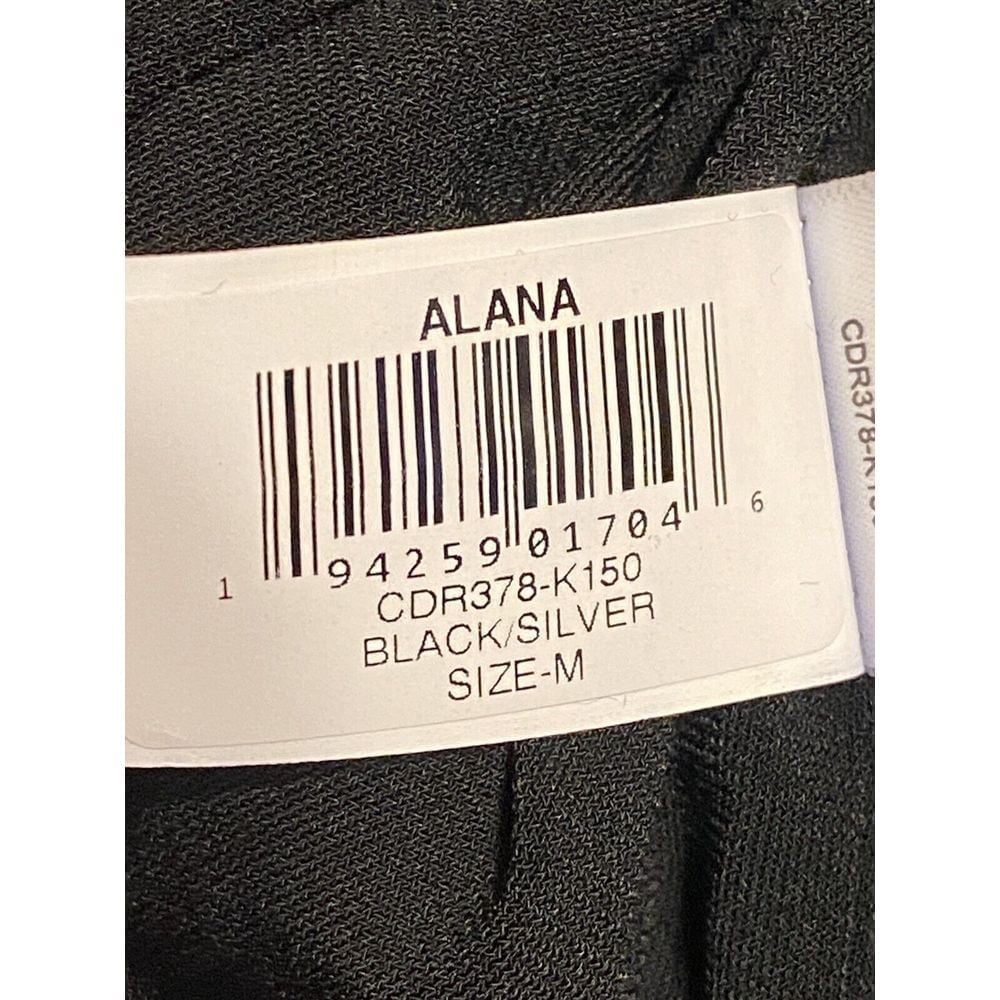 ALANA
1 94259 01704 6
CDR378-K150
BLACK/SILVER
SIZE-M